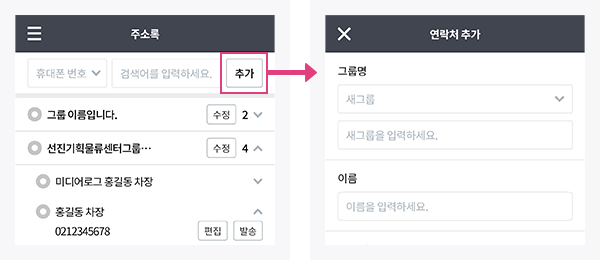 주소록
휴대폰 번호 검색어를 입력하세요. 추가
그룹 이름입니다. 수정 2
선진기획물류센터그룹⋯ 수정 4
미디어로그 홍길동 차장
홍길동 차장
0212345678 편집 발송
연락처 추가
그룹명
새그룹
새그룹을 입력하세요.
이름
이름을 입력하세요.